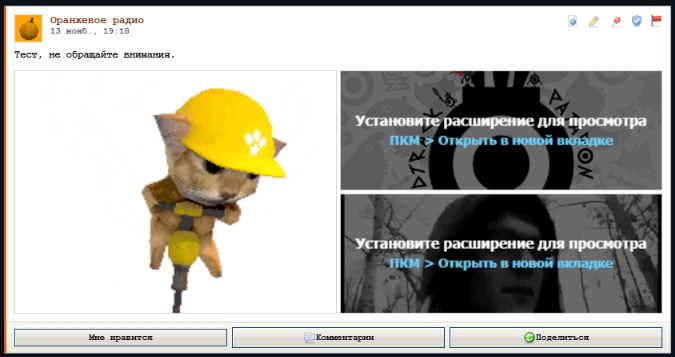 Оранжевое радио
13 нояб., 19:18
Тест, не обращайте внимания.
Установите расширение для просмотра
ПКМ > Открыть в новой вкладке
Установите расширение для просмотра
ПКМ > Открыть в новой вкладке
Мне нравится
Комментарии
Поделиться